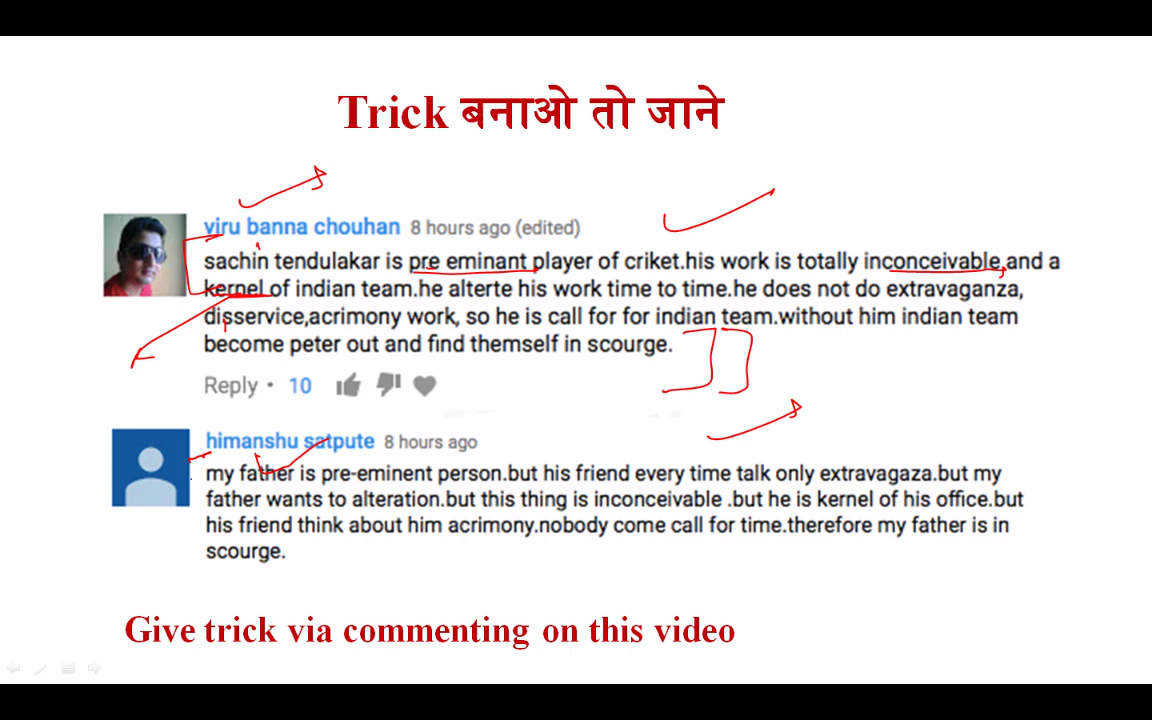 Trick बनाओ तो जाने
viru banna chouhan 8 hours ago (edited)
sachin tendulakar is pre eminant player of criket.his work is totally inconceivable,and a
kernel of indian team.he alterte his work time to time.he does not do extravaganza,
disservice,acrimony work, so he is call for for indian team.without him indian team
become peter out and find themself in scourge.
Reply • 10
himanshu satpute 8 hours ago
my father is pre-eminent person.but his friend every time talk only extravagaza.but my
father wants to alteration.but this thing is inconceivable .but he is kernel of his office.but
his friend think about him acrimony.nobody come call for time.therefore my father is in
scourge.
Give trick via commenting on this video